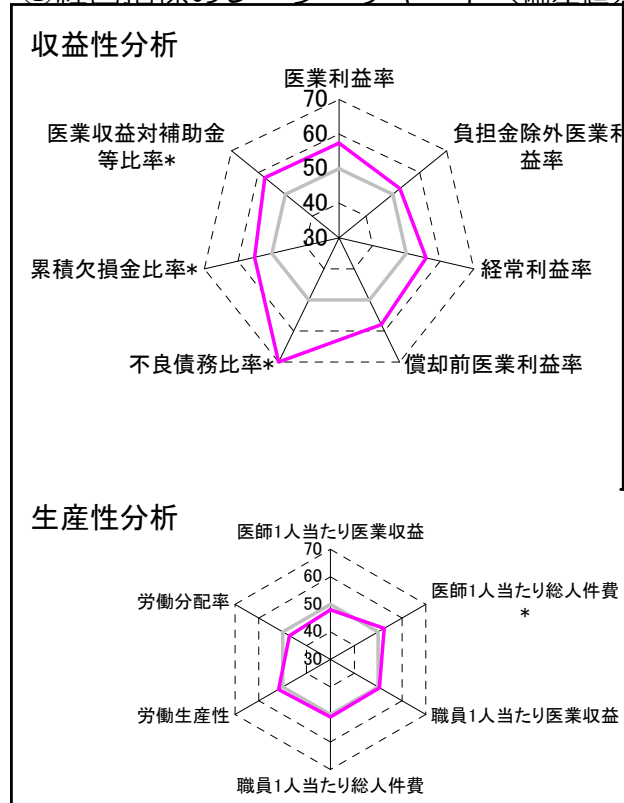 収益性分析
医業利益率
70
60
50
40
30
負担金除外医業利
益率
経常利益率
償却前医業利益率
不良債務比率*
累積欠損金比率*
医業収益対補助金
等比率*
生産性分析
医師1人当たり医業収益
70
60
50
40
30
医師1人当たり総人件費
*
職員1人当たり医業収益
職員1人当たり総人件費
労働生産性
労働分配率